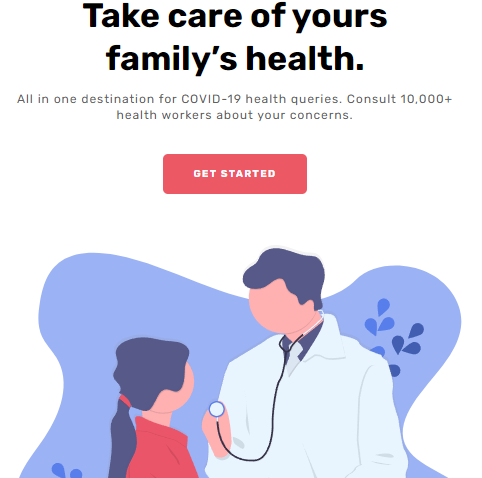 Take care of yours
family’s health.
All in one destination for COVID-19 health queries. Consult 10,000+
health workers about your concerns.
GET STARTED